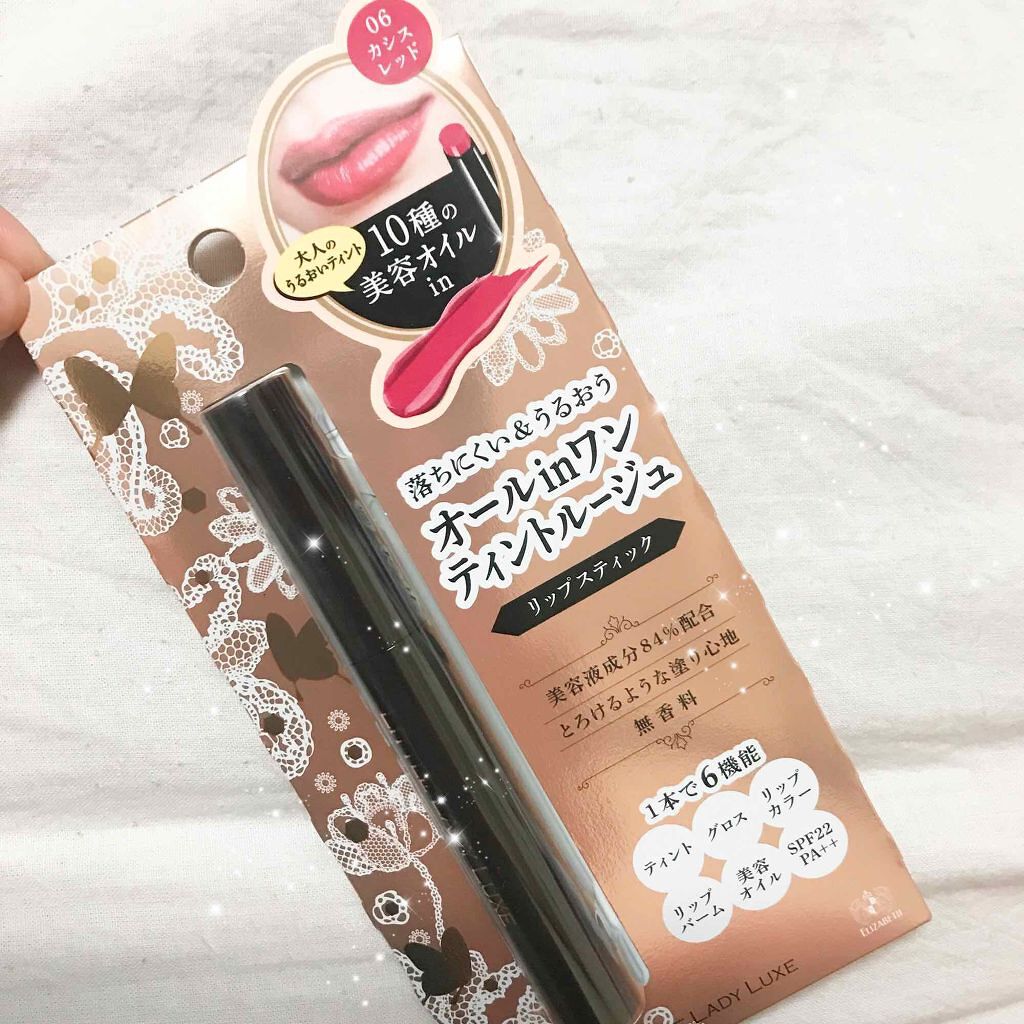 06
カシス
レッド
大人の
うるおいティント
10種の
美容オイル
in
落ちにくい&うるおう
オールinワン
ティントルージュ
リップスティック
美容液成分84%配合
とろけるような塗り心地
無香料
1本で6機能
ティント
グロス
リップ
カラー
リップ
バーム
美容
オイル
SPF22
PA++
ELIZABETH
LADY LUXE
LUXE